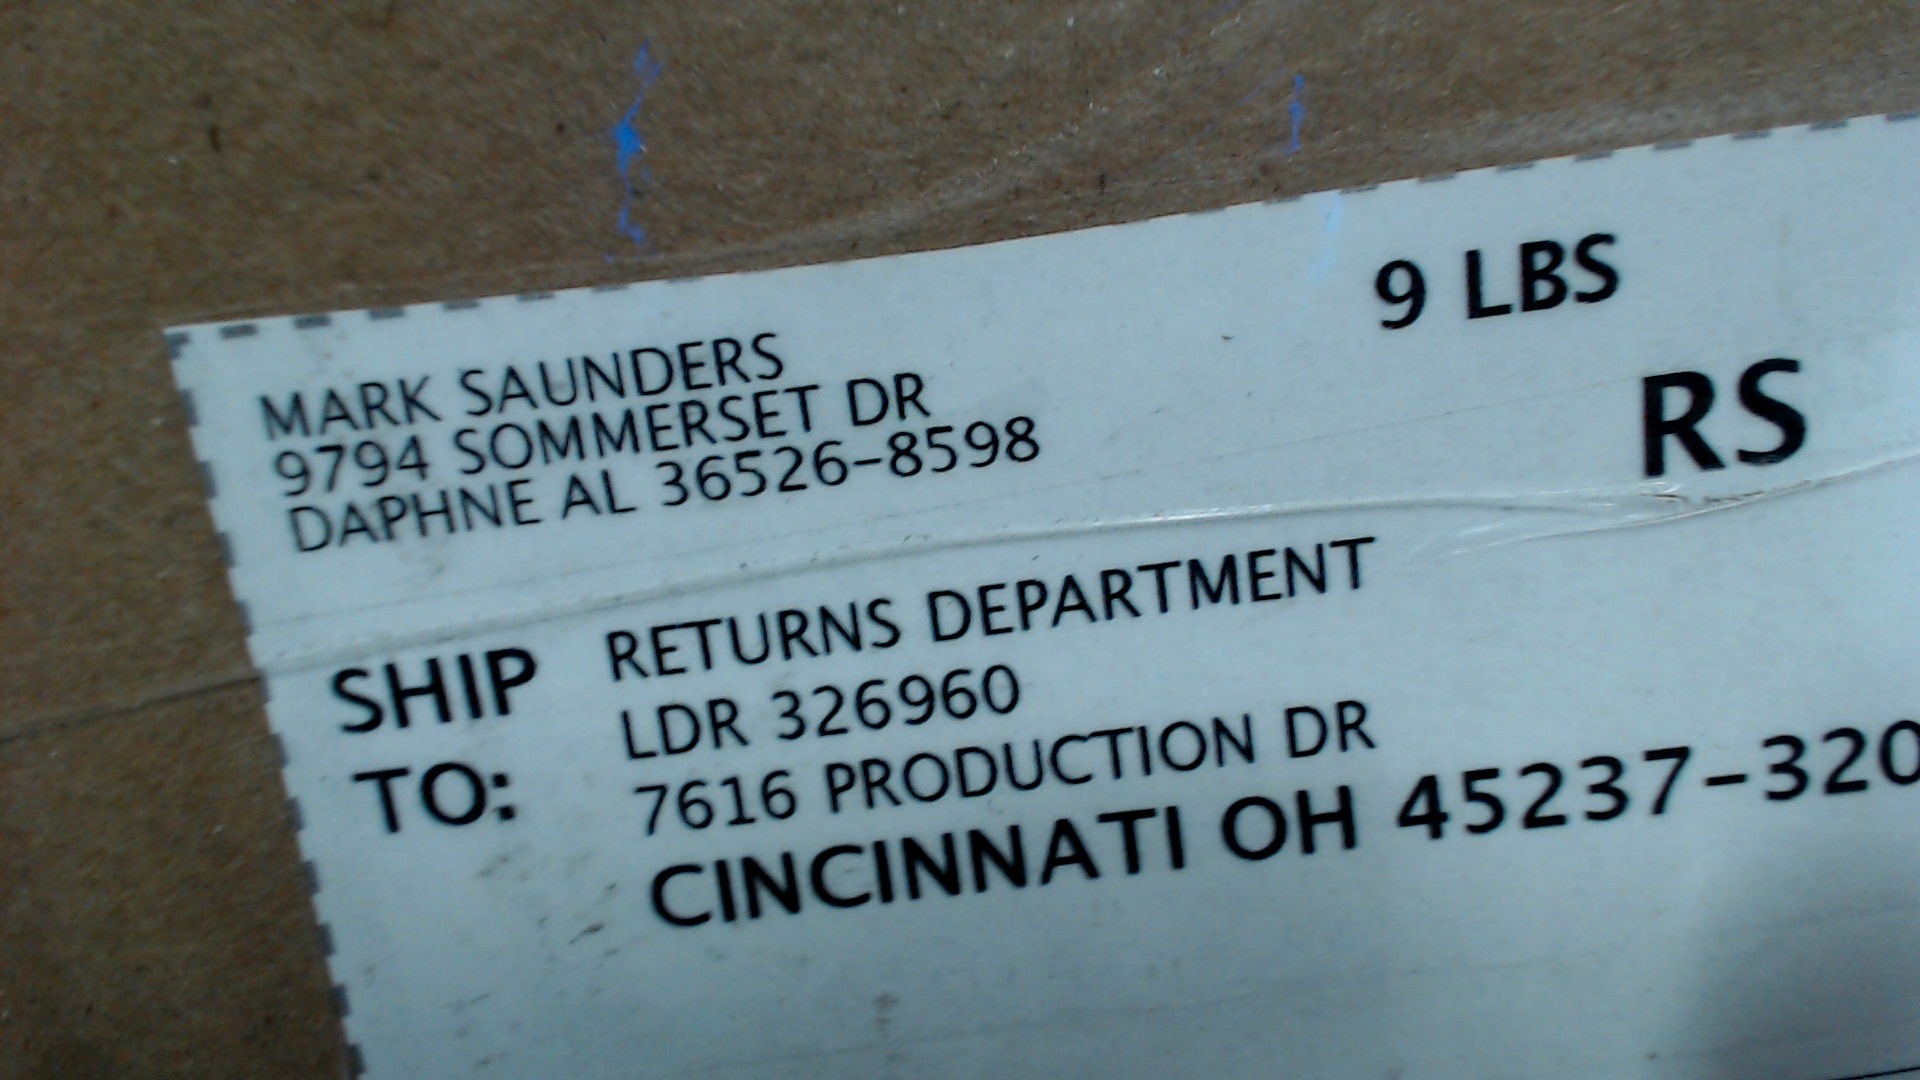 9 LBS
MARK SAUNDERS
9794 SOMMERSET DR
DAPHNE AL 36526-8598
RS
SHIP TO:
RETURNS DEPARTMENT
LDR 326960
7616 PRODUCTION DR
CINCINNATI OH 45237-320